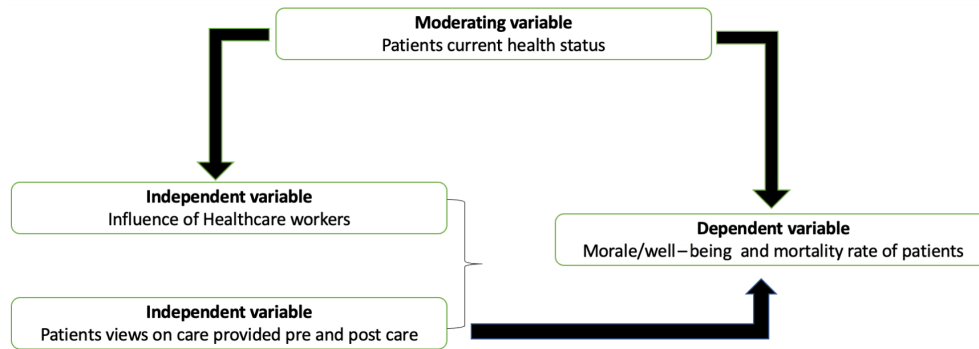 Moderating variable
Patients current health status
Independent variable
Influence of Healthcare workers
Dependent variable
Morale/well–being and mortality rate of patients
Independent variable
Patients views on care provided pre and post care